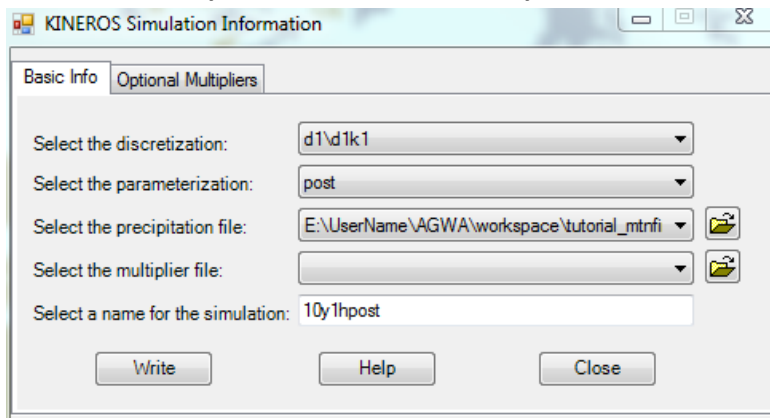 KINEROS Simulation Information
Basic Info Optional Multipliers
Select the discretization: d1\d1k1
Select the parameterization: post
Select the precipitation file: E:\UserName\AGWA\workspace\tutorial_mtnfi
Select the multiplier file:
Select a name for the simulation: 10y1hpost
Write Help Close